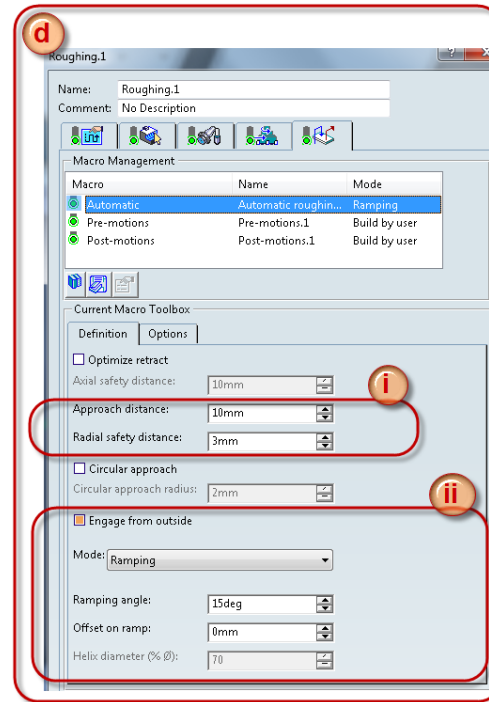 d
Roughing.1
Name: Roughing.1
Comment: No Description
Macro Management
Macro Name Mode
Automatic Automatic roughin... Ramping
Pre-motions Pre-motions.1 Build by user
Post-motions Post-motions.1 Build by user
Current Macro Toolbox
Definition Options
Optimize retract
Axial safety distance: 10mm
i
Approach distance: 10mm
Radial safety distance: 3mm
Circular approach
Circular approach radius: 2mm
ii
Engage from outside
Mode: Ramping
Ramping angle: 15deg
Offset on ramp: 0mm
Helix diameter (% Ø): 70